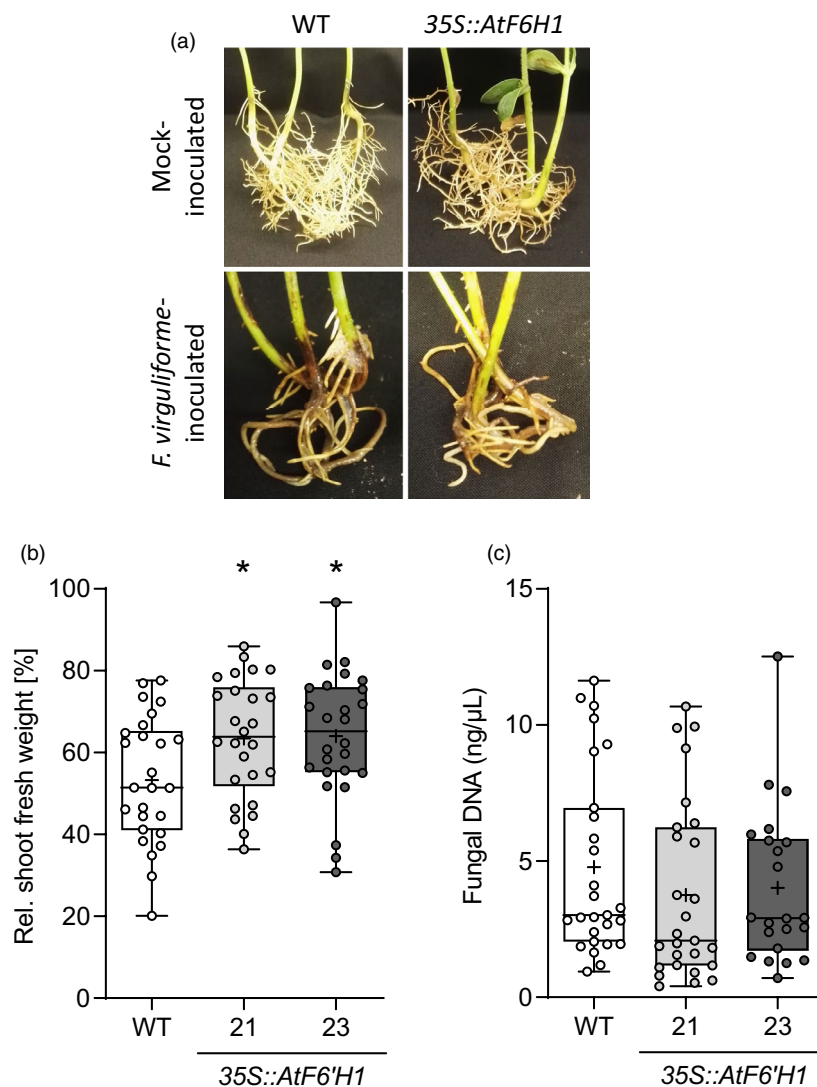 (a)
WT
35S::AtF6H1
Mock-
inoculated
F. virguliforme-
inoculated
(b)
Rel. shoot fresh weight [%]
100
80
60
40
20
0
*
*
WT
21
23
35S::AtF6'H1
(c)
Fungal DNA (ng/µL)
15
10
5
0
WT
21
23
35S::AtF6'H1